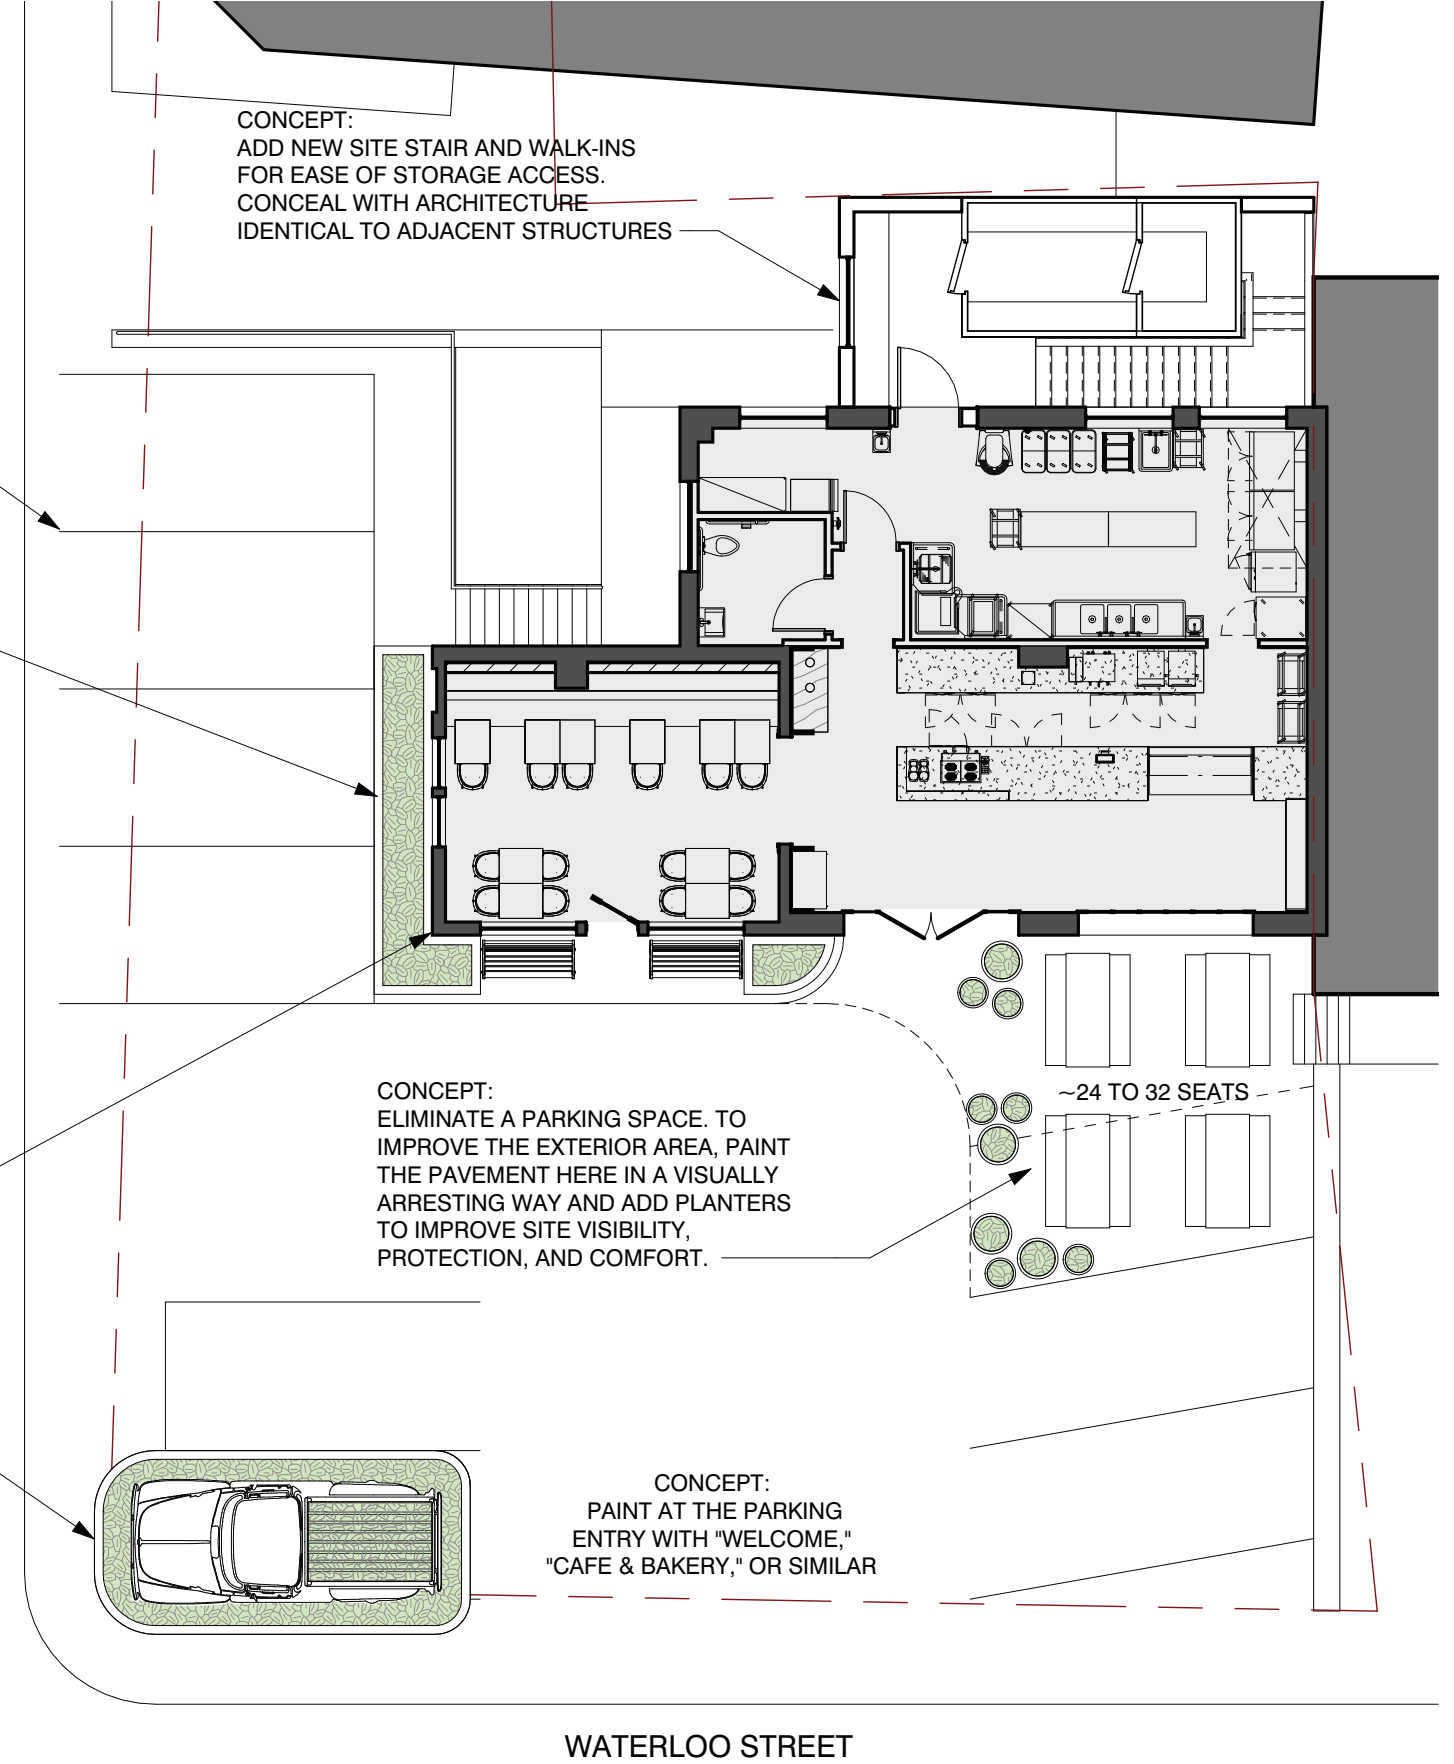 CONCEPT:
ADD NEW SITE STAIR AND WALK-INS
FOR EASE OF STORAGE ACCESS.
CONCEAL WITH ARCHITECTURE
IDENTICAL TO ADJACENT STRUCTURES
CONCEPT:
ELIMINATE A PARKING SPACE. TO
IMPROVE THE EXTERIOR AREA, PAINT
THE PAVEMENT HERE IN A VISUALLY
ARRESTING WAY AND ADD PLANTERS
TO IMPROVE SITE VISIBILITY,
PROTECTION, AND COMFORT.
~24 TO 32 SEATS
CONCEPT:
PAINT AT THE PARKING
ENTRY WITH "WELCOME,"
"CAFE & BAKERY," OR SIMILAR
WATERLOO STREET